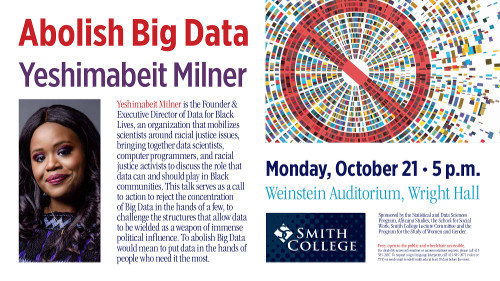 Abolish Big Data
Yeshimabeit Milner
Yeshimabeit Milner is the Founder &
Executive Director of Data for Black
Lives, an organization that mobilizes
scientists around racial justice issues,
bringing together data scientists,
computer programmers, and racial
justice activists to discuss the role that
data can and should play in Black
communities. This talk serves as a call
to action to reject the concentration
of Big Data in the hands of a few, to
challenge the structures that allow data
to be wielded as a weapon of immense
political influence. To abolish Big Data
would mean to put data in the hands of
people who need it the most.
Monday, October 21 • 5 p.m.
Weinstein Auditorium, Wright Hall
SMITH
COLLEGE
Sponsored by the Statistical and Data Sciences
Program, Africana Studies, the School for Social
Work, Smith College Lecture Committee and the
Program for the Study of Women and Gender
Free, open to the public and wheelchair accessible.